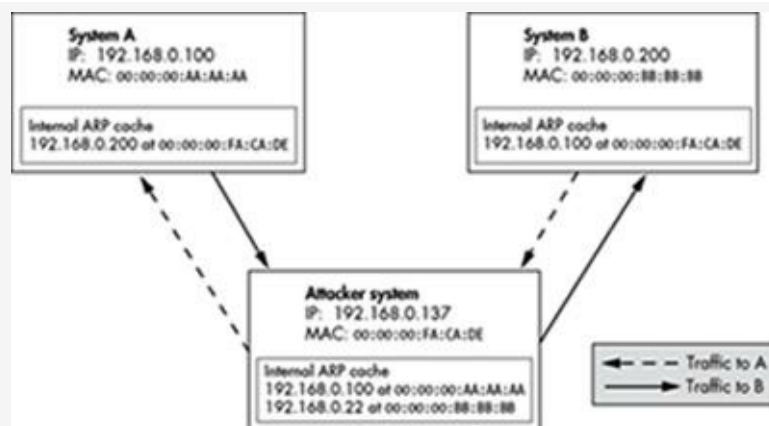 System A
IP: 192.168.0.100
MAC: 00:00:00:AA:AA:AA
Internal ARP cache
192.168.0.200 at 00:00:00:FA:CA:DE
System B
IP: 192.168.0.200
MAC: 00:00:00:BB:BB:BB
Internal ARP cache
192.168.0.100 at 00:00:00:FA:CA:DE
Attacker system
IP: 192.168.0.137
MAC: 00:00:00:FA:CA:DE
Internal ARP cache
192.168.0.100 at 00:00:00:AA:AA:AA
192.168.0.22 at 00:00:00:BB:BB:BB
Traffic to A
Traffic to B